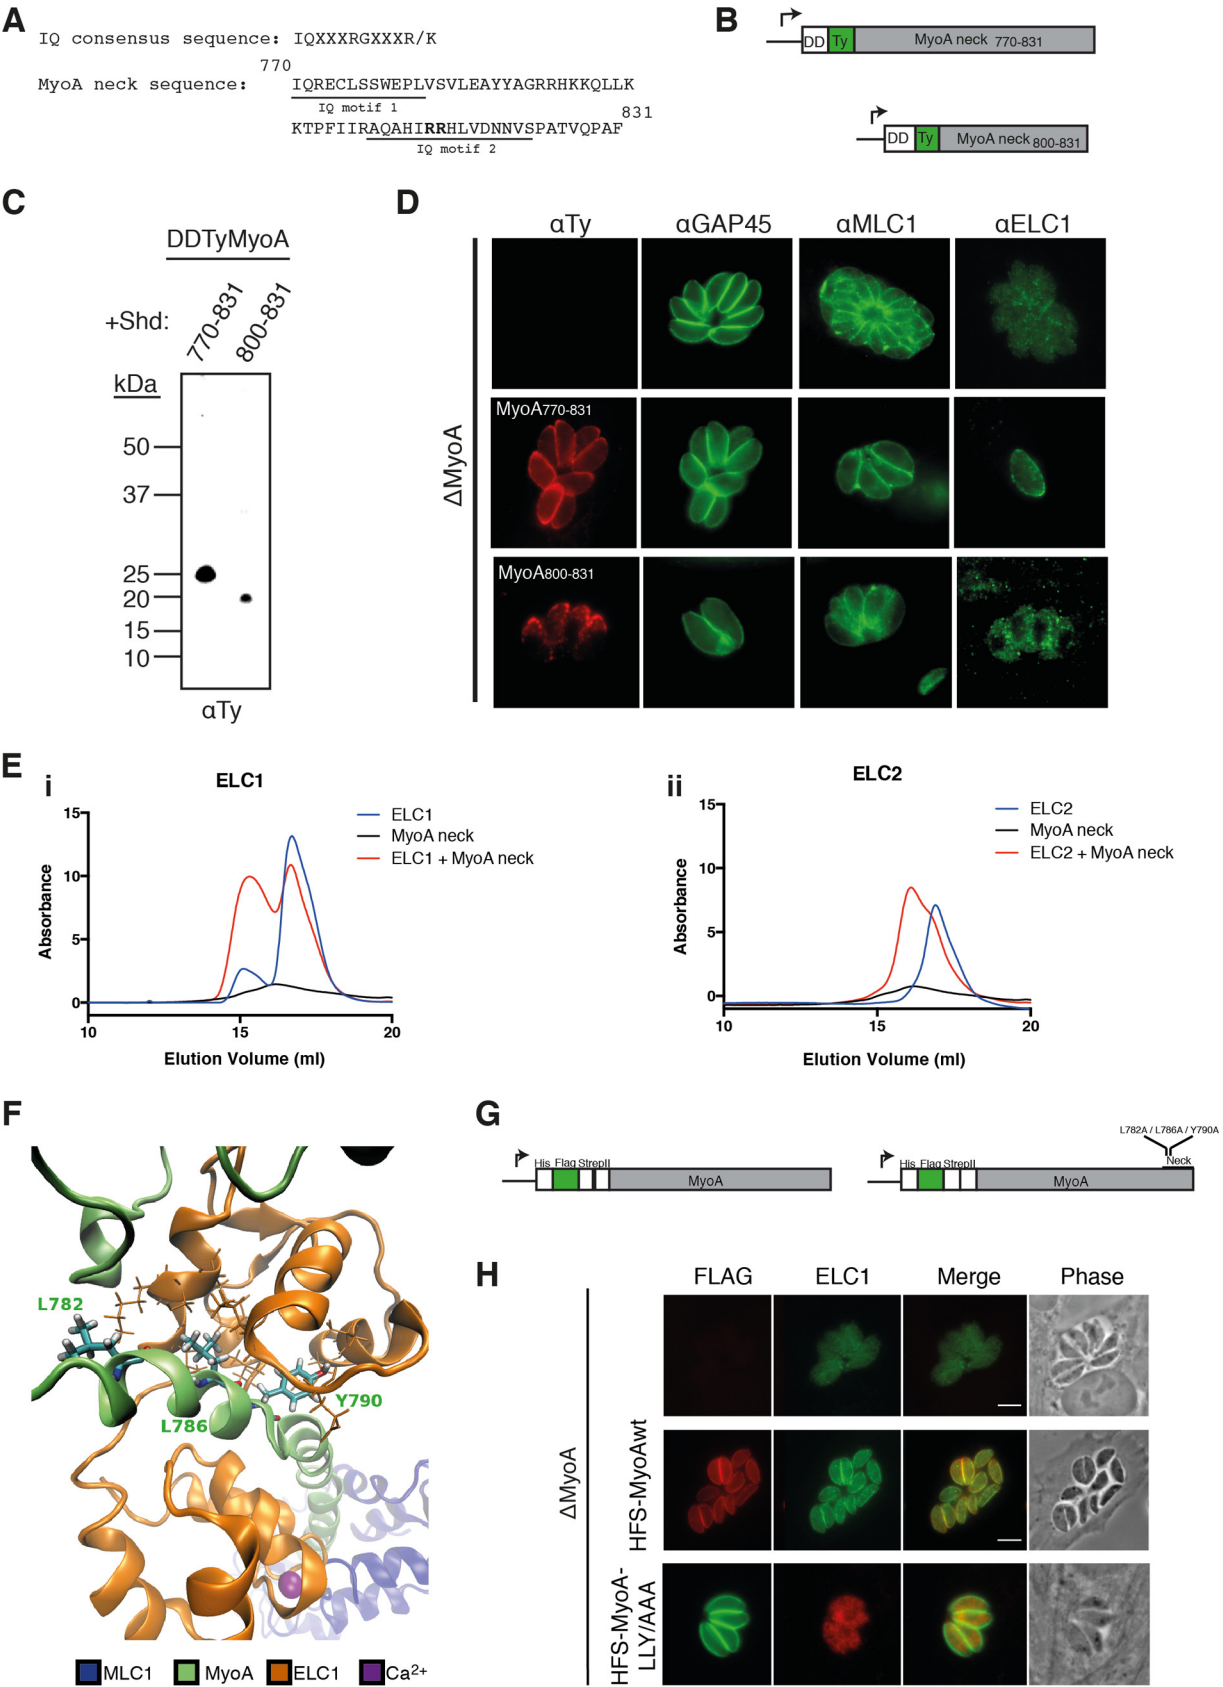 A
IQ consensus sequence: IQXXXRGXXXR/K
770
MyoA neck sequence: IQRECLSSWEPLVSVLEAYYAGRRHKKQLLK
IQ motif 1
831
KTPFIIRAQAHIRRHLVDNNVSPATVQPAF
IQ motif 2
B
DD Ty MyoA neck 770-831
DD Ty MyoA neck 800-831
C
DDTyMyoA
+Shd: 770-831 800-831
kDa
50
37
25
20
15
10
αTy
D
αTy αGAP45 αMLC1 αELC1
ΔMyoA
MyoA770-831
MyoA800-831
E
i
ELC1
15
10
5
0
10 15 20
Absorbance
Elution Volume (ml)
ELC1
MyoA neck
ELC1 + MyoA neck
ii
ELC2
15
10
5
0
10 15 20
Absorbance
Elution Volume (ml)
ELC2
MyoA neck
ELC2 + MyoA neck
F
L782
L786
Y790
MLC1 MyoA ELC1 Ca²⁺
G
His Flag StrepII
MyoA
L782A / L786A / Y790A
Neck
His Flag StrepII
MyoA
H
FLAG ELC1 Merge Phase
ΔMyoA
HFS-MyoAwt
HFS-MyoA-
LLY/AAA